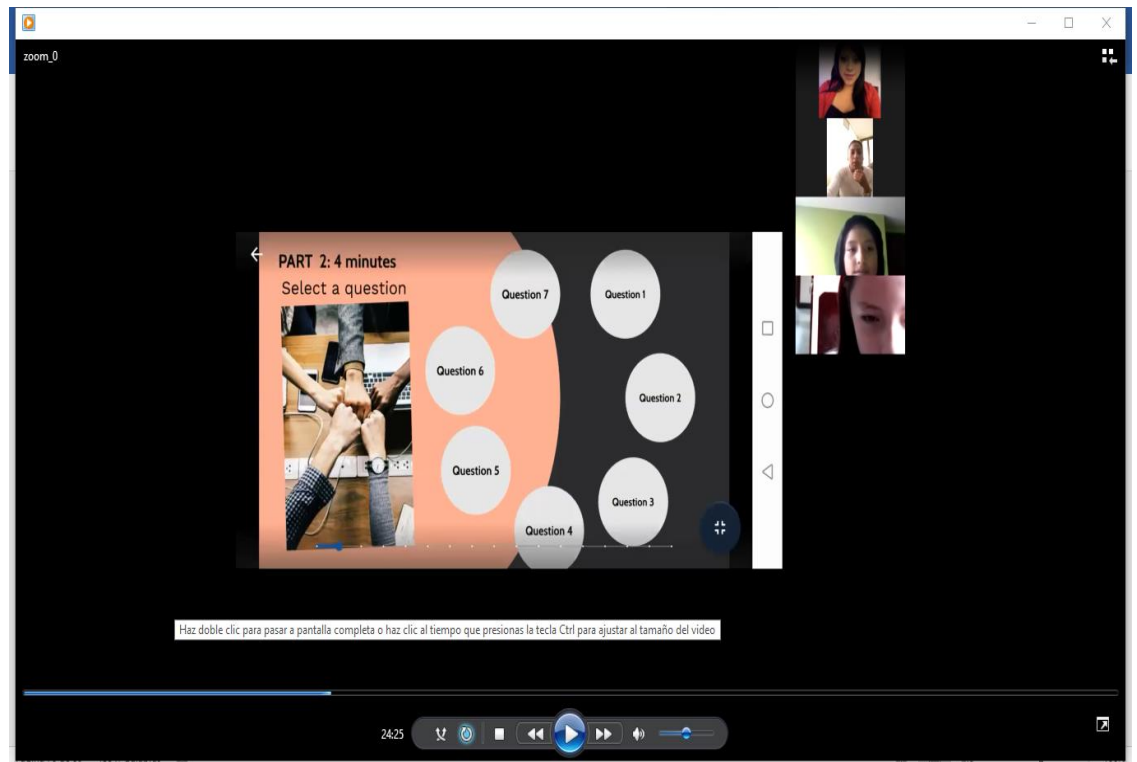 zoom_0
PART 2: 4 minutes
Select a question
Question 7
Question 1
Question 6
Question 2
Question 5
Question 3
Question 4
Haz doble clic para pasar a pantalla completa o haz clic al tiempo que presionas la tecla Ctrl para ajustar al tamaño del video
24:25